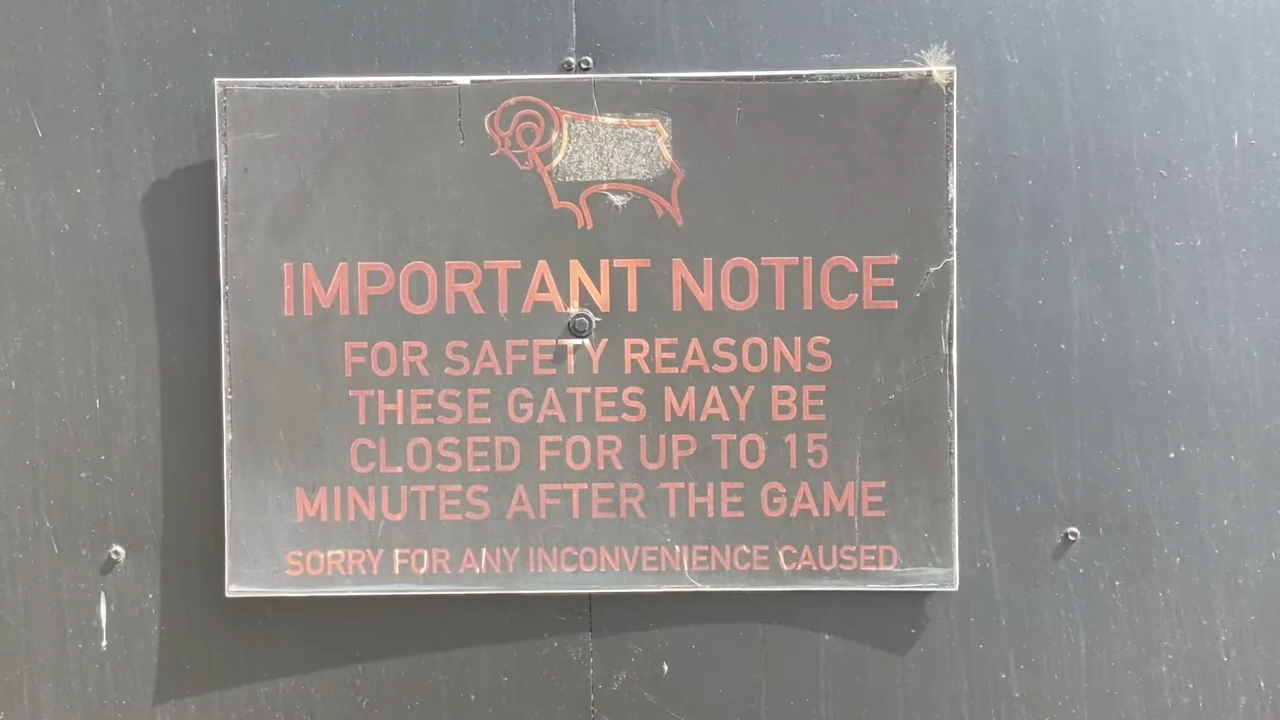 IMPORTANT NOTICE
FOR SAFETY REASONS
THESE GATES MAY BE
CLOSED FOR UP TO 15
MINUTES AFTER THE GAME
SORRY FOR ANY INCONVENIENCE CAUSED